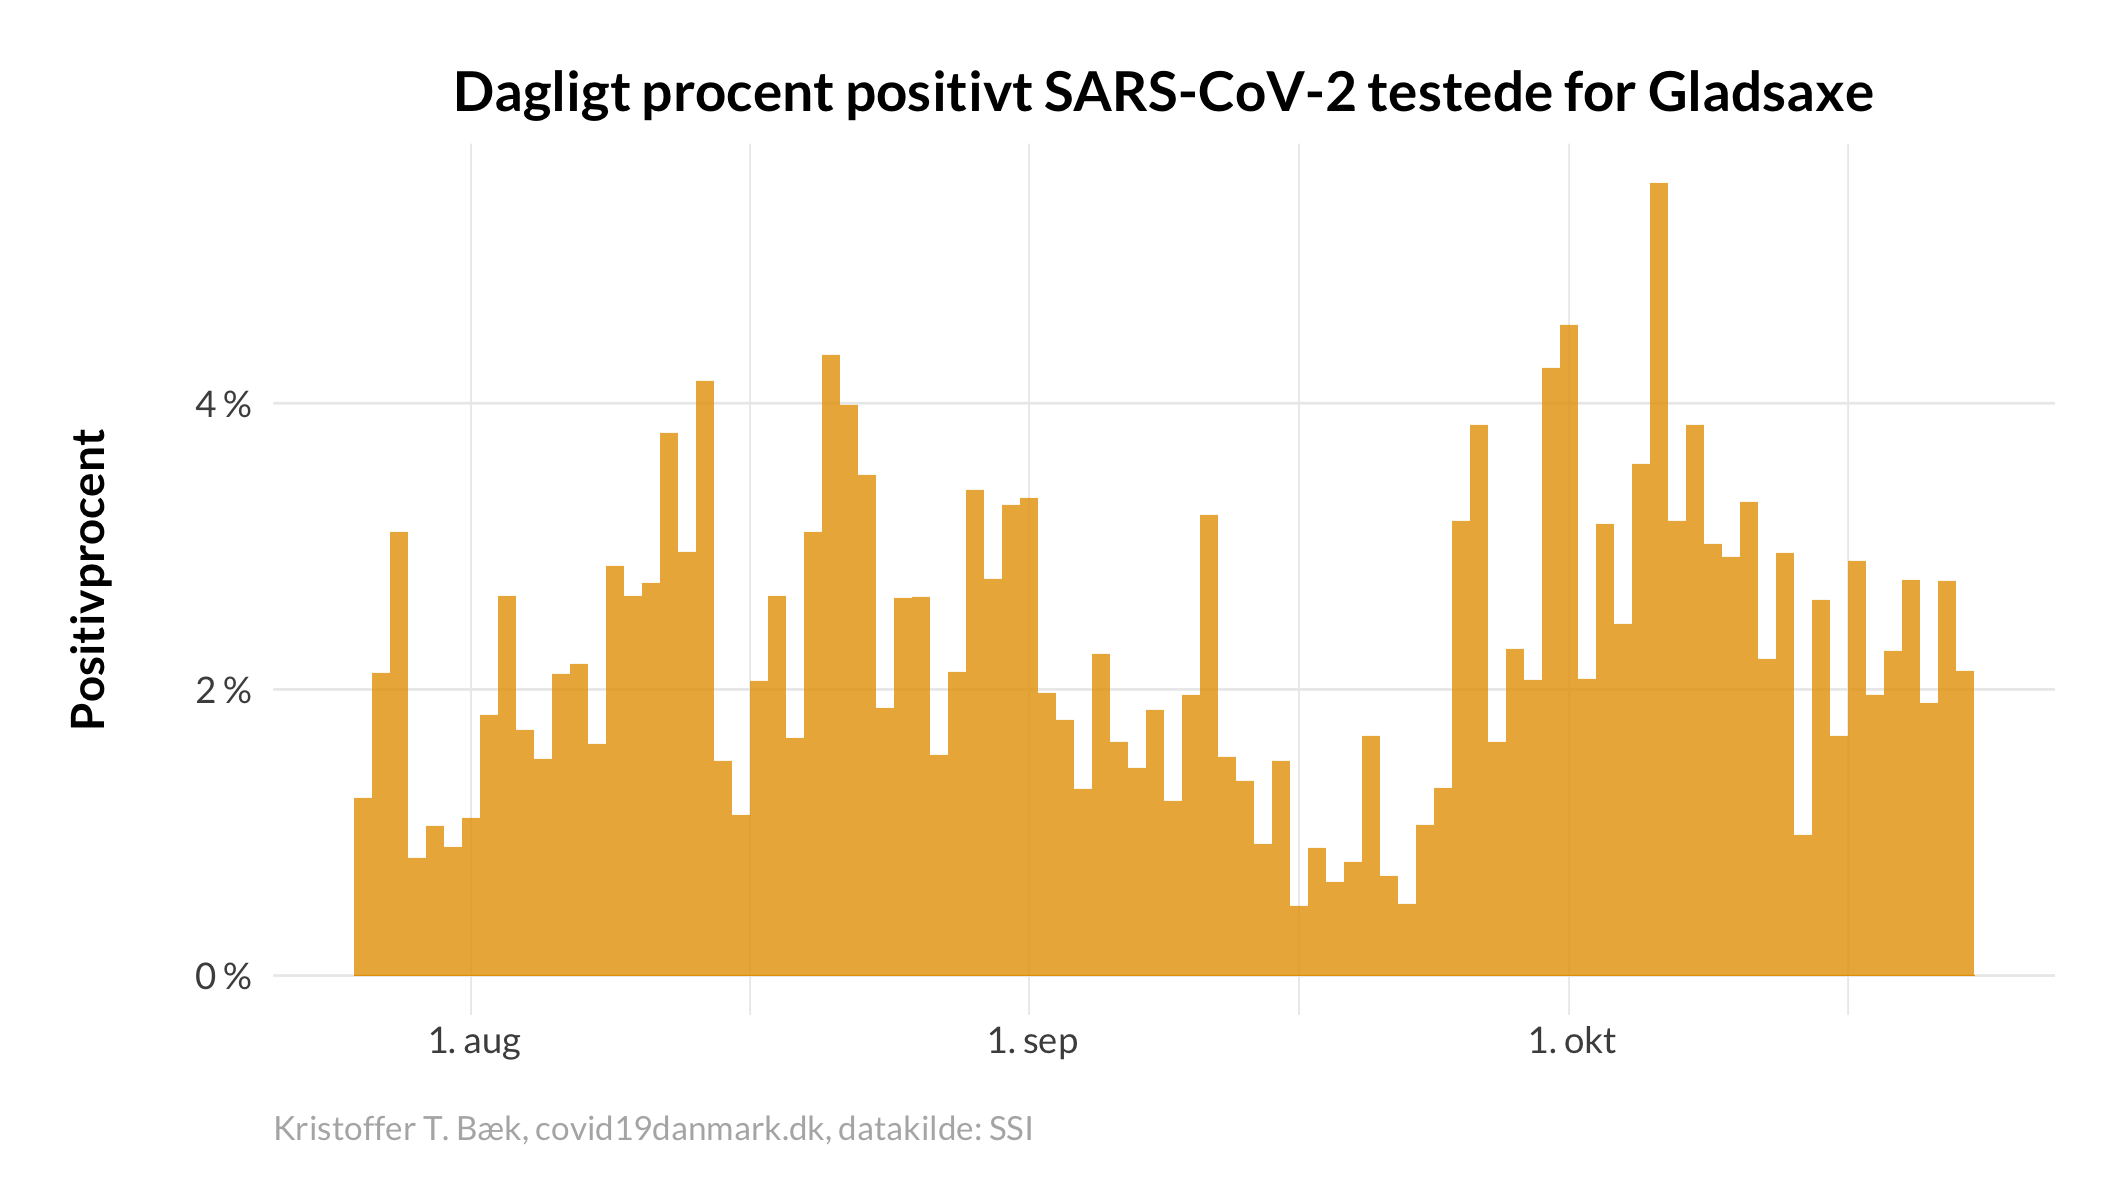 Dagligt procent positivt SARS-CoV-2 testede for Gladsaxe
Positivprocent
4 %
2 %
0 %
1. aug
1. sep
1. okt
Kristoffer T. Bæk, covid19danmark.dk, datakilde: SSI